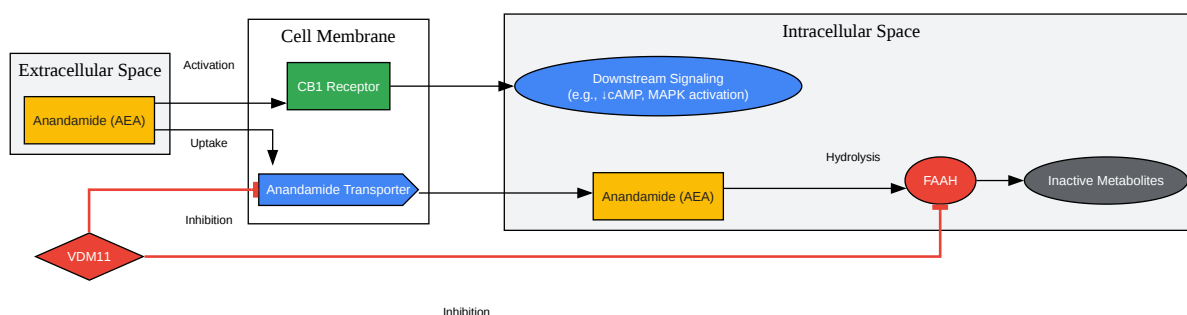 Cell Membrane
Intracellular Space
Extracellular Space
Activation
CB1 Receptor
Downstream Signaling
(e.g., ↓cAMP, MAPK activation)
Anandamide (AEA)
Uptake
Hydrolysis
Anandamide Transporter
Anandamide (AEA)
FAAH
Inactive Metabolites
Inhibition
VDM11
Inhibition